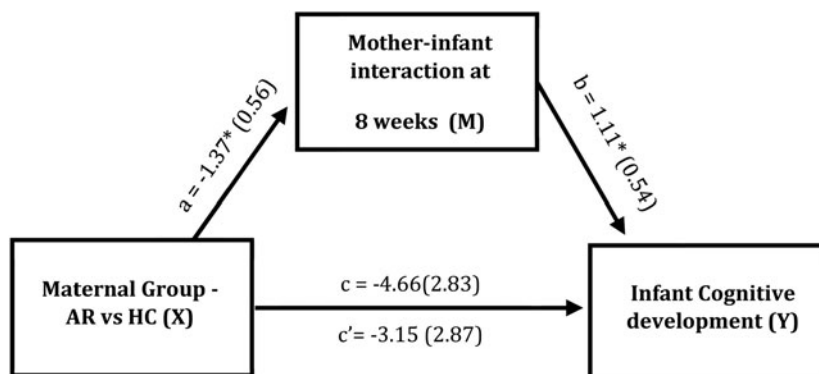 Mother-infant
interaction at
8 weeks (M)
a = -1.37* (0.56)
b = 1.11* (0.54)
Maternal Group -
AR vs HC (X)
c = -4.66(2.83)
c’= -3.15 (2.87)
Infant Cognitive
development (Y)